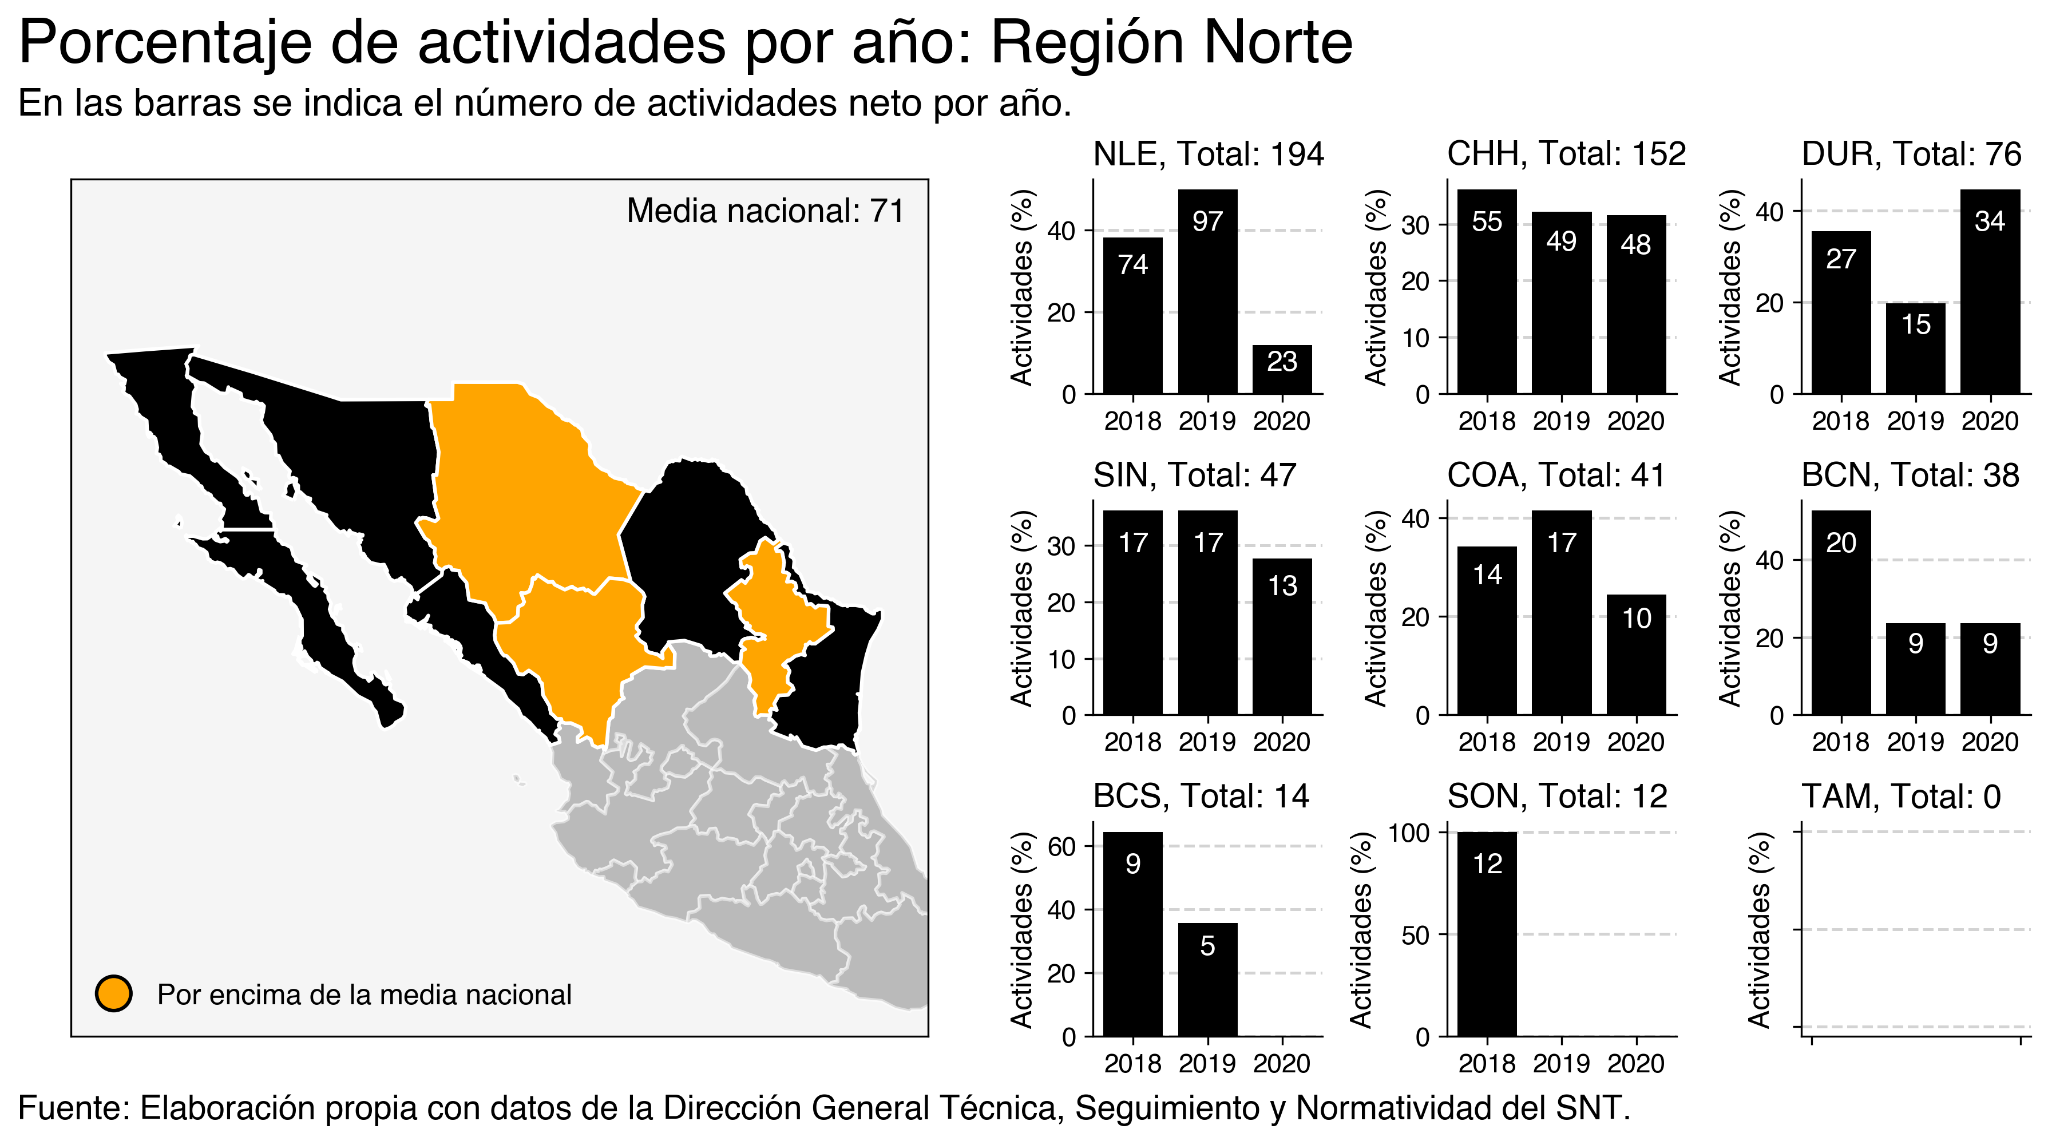 Porcentaje de actividades por año: Región Norte
En las barras se indica el número de actividades neto por año.
Media nacional: 71
Por encima de la media nacional
NLE, Total: 194
Actividades (%)
40
20
0
74
97
23
2018 2019 2020
CHH, Total: 152
Actividades (%)
30
20
10
0
55
49
48
2018 2019 2020
DUR, Total: 76
Actividades (%)
40
20
0
27
15
34
2018 2019 2020
SIN, Total: 47
Actividades (%)
30
20
10
0
17
17
13
2018 2019 2020
COA, Total: 41
Actividades (%)
40
20
0
14
17
10
2018 2019 2020
BCN, Total: 38
Actividades (%)
40
20
0
20
9
9
2018 2019 2020
BCS, Total: 14
Actividades (%)
60
40
20
0
9
5
2018 2019 2020
SON, Total: 12
Actividades (%)
100
50
0
12
2018 2019 2020
TAM, Total: 0
Actividades (%)
Fuente: Elaboración propia con datos de la Dirección General Técnica, Seguimiento y Normatividad del SNT.